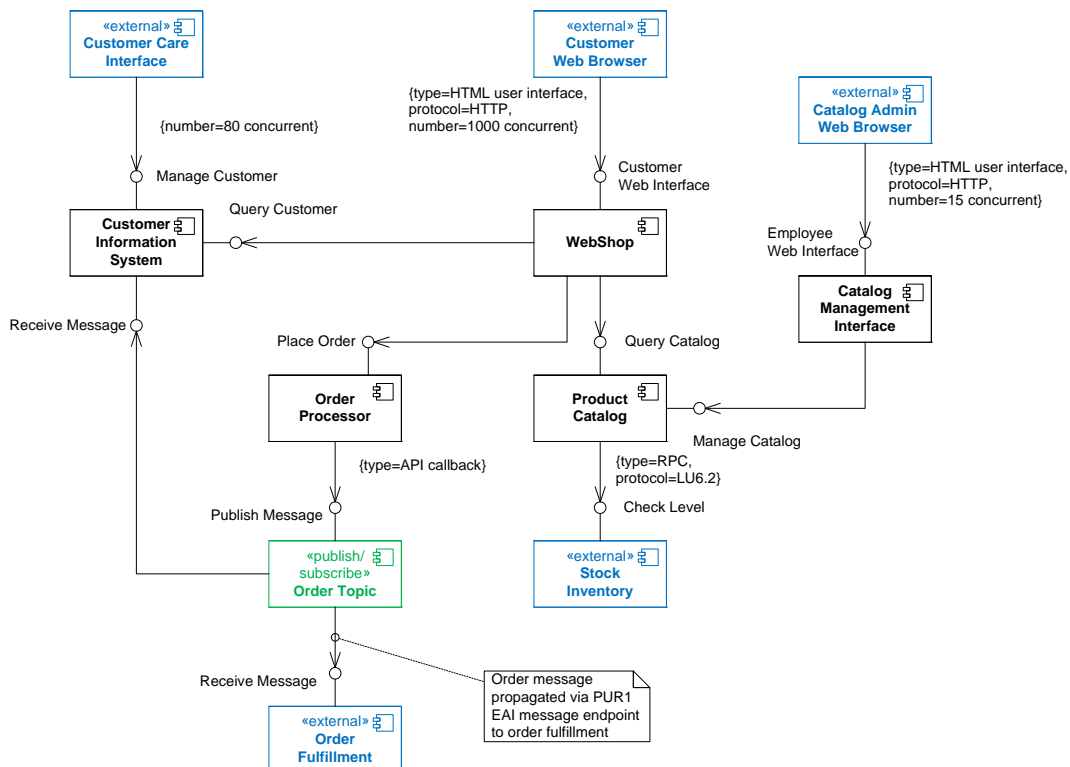 «external»
Customer Care
Interface
«external»
Customer
Web Browser
«external»
Catalog Admin
Web Browser
{number=80 concurrent}
{type=HTML user interface,
protocol=HTTP,
number=1000 concurrent}
{type=HTML user interface,
protocol=HTTP,
number=15 concurrent}
Manage Customer
Customer
Web Interface
Query Customer
Employee
Web Interface
Customer
Information
System
WebShop
Catalog
Management
Interface
Receive Message
Place Order
Query Catalog
Order
Processor
Product
Catalog
Manage Catalog
{type=API callback}
{type=RPC,
protocol=LU6.2}
Publish Message
Check Level
«publish/
subscribe»
Order Topic
«external»
Stock
Inventory
Receive Message
Order message
propagated via PUR1
EAI message endpoint
to order fulfillment
«external»
Order
Fulfillment